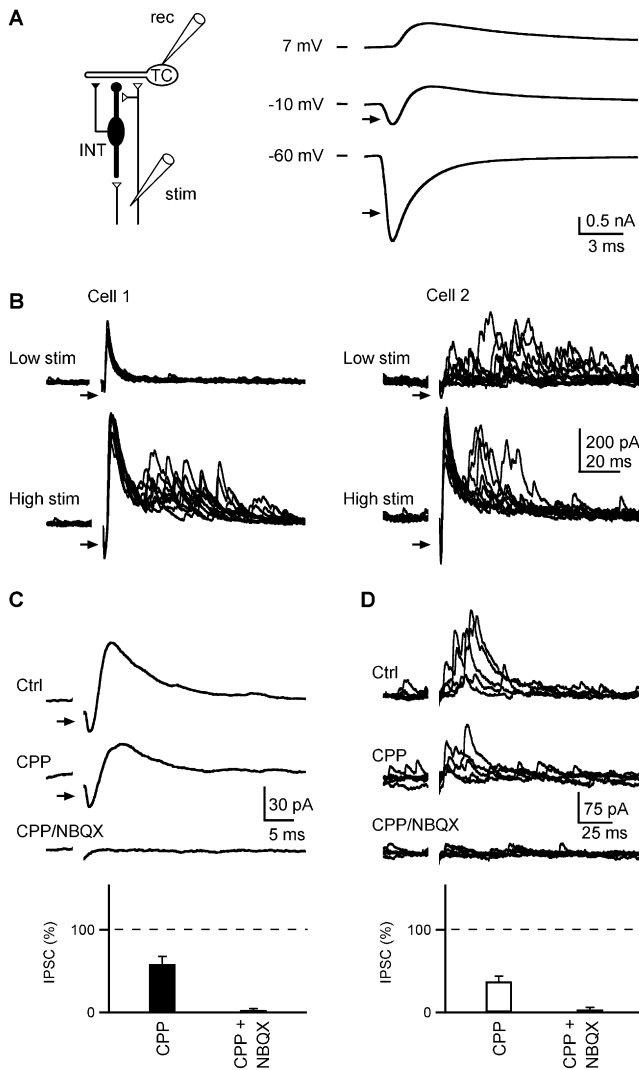 A
rec
TC
INT
stim
7 mV
-10 mV
-60 mV
0.5 nA
3 ms
B
Cell 1
Cell 2
Low stim
Low stim
High stim
High stim
200 pA
20 ms
C
D
Ctrl
Ctrl
CPP
CPP
30 pA
5 ms
75 pA
25 ms
CPP/NBQX
CPP/NBQX
IPSC (%)
100
0
CPP
CPP +
NBQX
IPSC (%)
100
0
CPP
CPP +
NBQX